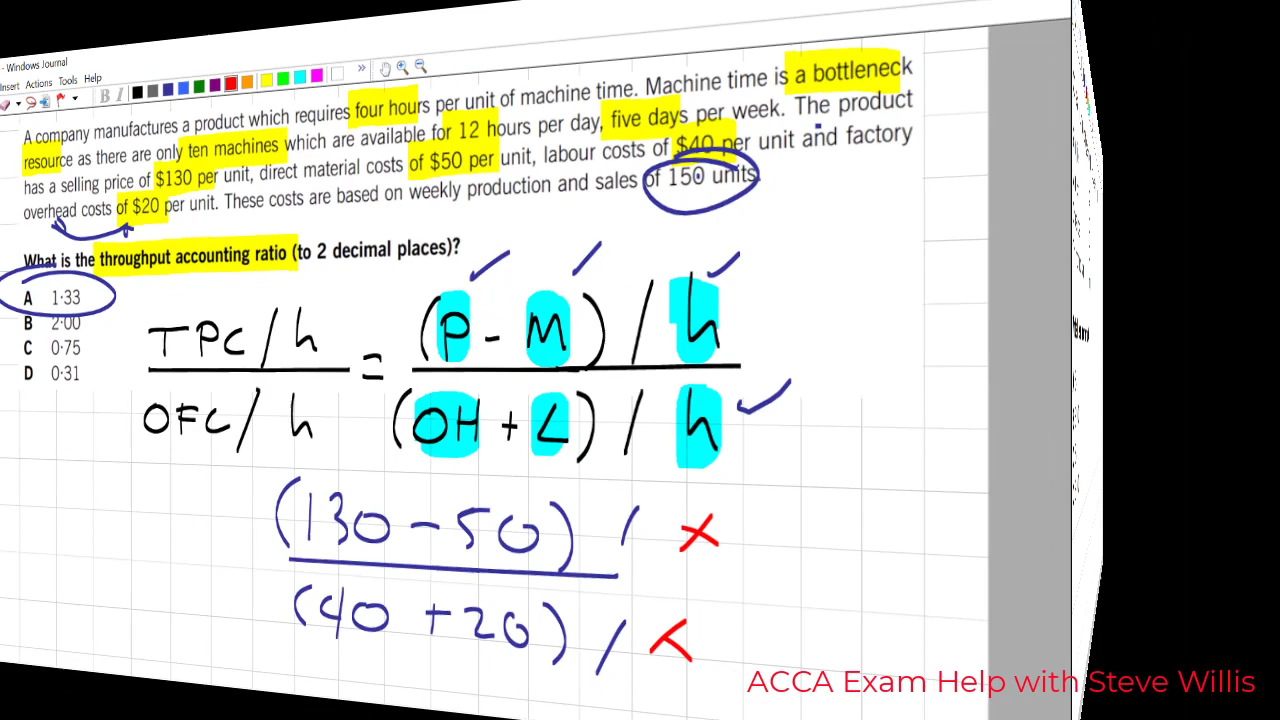 - Windows Journal
Insert Actions Tools Help
B I
A company manufactures a product which requires four hours per unit of machine time. Machine time is a bottleneck
resource as there are only ten machines which are available for 12 hours per day, five days per week. The product
has a selling price of $130 per unit, direct material costs of $50 per unit, labour costs of $40 per unit and factory
overhead costs of $20 per unit. These costs are based on weekly production and sales of 150 units.
What is the throughput accounting ratio (to 2 decimal places)?
A 1·33
B 2·00
C 0·75
D 0·31
TPC / h = (P - M) / h
OFC / h (OH + L) / h
(130 - 50) / x
(40 + 20) / x
ACCA Exam Help with Steve Willis